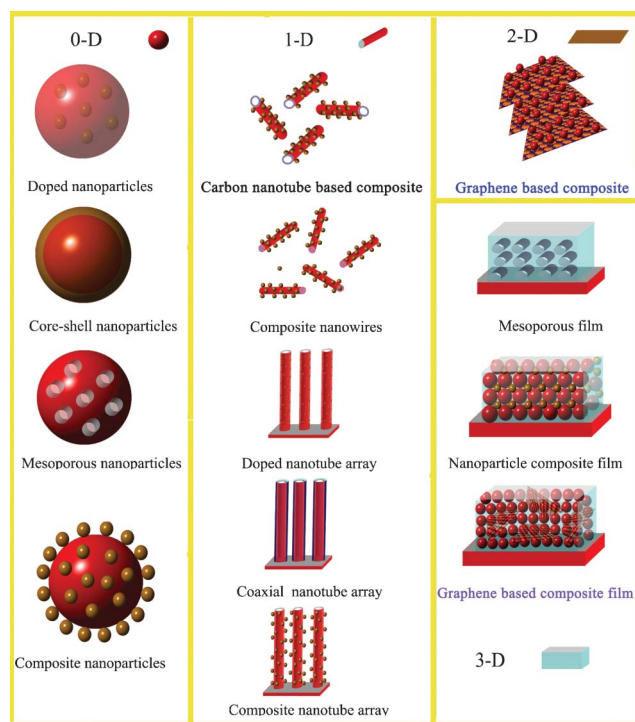 0-D
Doped nanoparticles
Core-shell nanoparticles
Mesoporous nanoparticles
Composite nanoparticles
1-D
Carbon nanotube based composite
Composite nanowires
Doped nanotube array
Coaxial nanotube array
Composite nanotube array
2-D
Graphene based composite
Mesoporous film
Nanoparticle composite film
Graphene based composite film
3-D